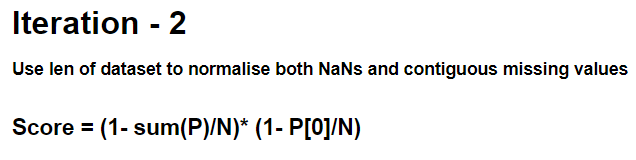 Iteration - 2
Use len of dataset to normalise both NaNs and contiguous missing values
Score = (1- sum(P)/N)* (1- P[0]/N)